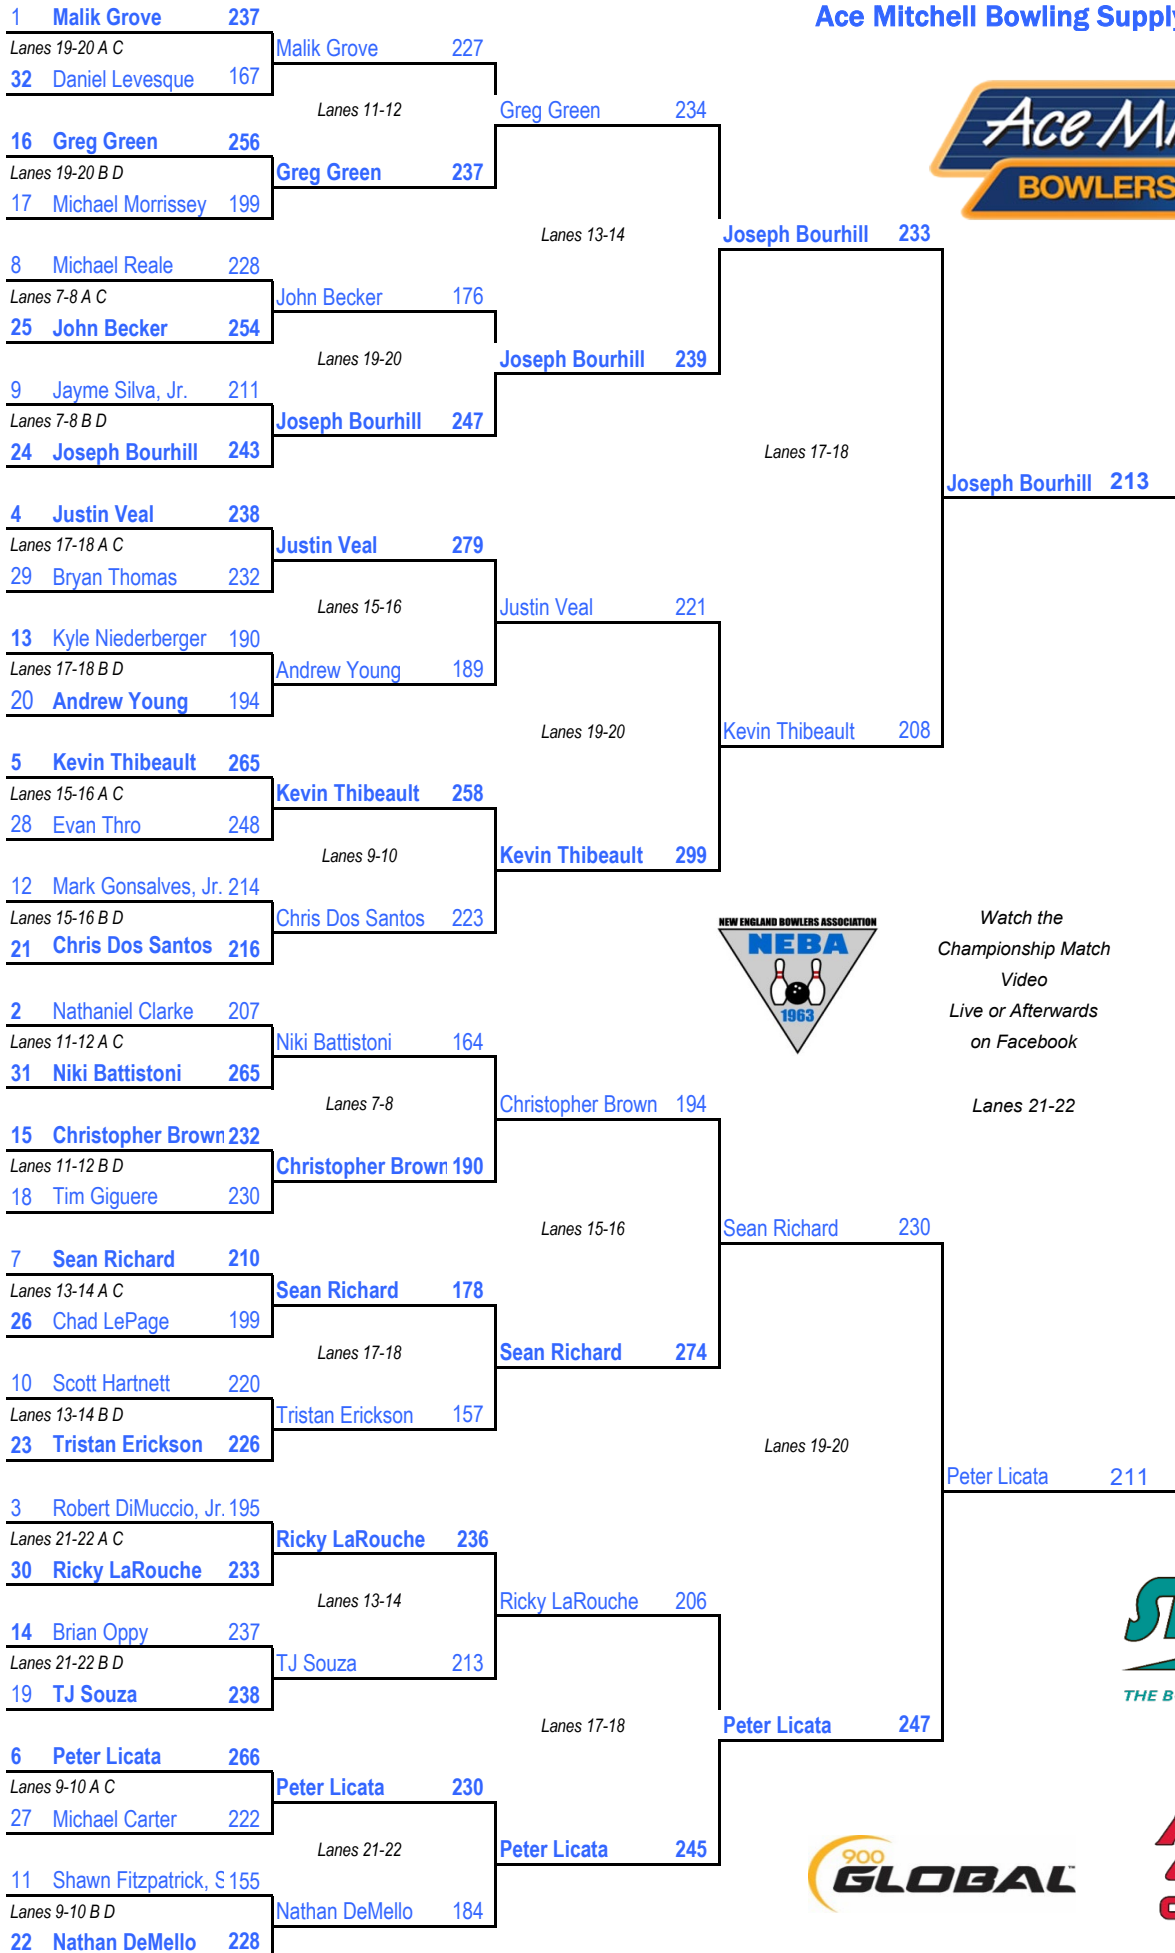 Ace Mitchell Bowling Supply
1 Malik Grove 237
Lanes 19-20 A C
Malik Grove 227
32 Daniel Levesque 167
Lanes 11-12
Greg Green 234
16 Greg Green 256
Lanes 19-20 B D
Greg Green 237
17 Michael Morrissey 199
Ace Mi
BOWLERS
Lanes 13-14
Joseph Bourhill 233
8 Michael Reale 228
Lanes 7-8 A C
John Becker 176
25 John Becker 254
Lanes 19-20
Joseph Bourhill 239
9 Jayme Silva, Jr. 211
Lanes 7-8 B D
Joseph Bourhill 247
24 Joseph Bourhill 243
Lanes 17-18
Joseph Bourhill 213
4 Justin Veal 238
Lanes 17-18 A C
Justin Veal 279
29 Bryan Thomas 232
Lanes 15-16
Justin Veal 221
13 Kyle Niederberger 190
Lanes 17-18 B D
Andrew Young 189
20 Andrew Young 194
Lanes 19-20
Kevin Thibeault 208
5 Kevin Thibeault 265
Lanes 15-16 A C
Kevin Thibeault 258
28 Evan Thro 248
Lanes 9-10
Kevin Thibeault 299
12 Mark Gonsalves, Jr. 214
Lanes 15-16 B D
Chris Dos Santos 223
21 Chris Dos Santos 216
NEW ENGLAND BOWLERS ASSOCIATION
NEBA
1963
Watch the
Championship Match
Video
Live or Afterwards
on Facebook
Lanes 21-22
2 Nathaniel Clarke 207
Lanes 11-12 A C
Niki Battistoni 164
31 Niki Battistoni 265
Lanes 7-8
Christopher Brown 194
15 Christopher Brown 232
Lanes 11-12 B D
Christopher Brown 190
18 Tim Giguere 230
Lanes 15-16
Sean Richard 230
7 Sean Richard 210
Lanes 13-14 A C
Sean Richard 178
26 Chad LePage 199
Lanes 17-18
Sean Richard 274
10 Scott Hartnett 220
Lanes 13-14 B D
Tristan Erickson 157
23 Tristan Erickson 226
Lanes 19-20
Peter Licata 211
3 Robert DiMuccio, Jr. 195
Lanes 21-22 A C
Ricky LaRouche 236
30 Ricky LaRouche 233
Lanes 13-14
Ricky LaRouche 206
14 Brian Oppy 237
Lanes 21-22 B D
TJ Souza 213
19 TJ Souza 238
THE B
Lanes 17-18
Peter Licata 247
6 Peter Licata 266
Lanes 9-10 A C
Peter Licata 230
27 Michael Carter 222
Lanes 21-22
Peter Licata 245
11 Shawn Fitzpatrick, S 155
Lanes 9-10 B D
Nathan DeMello 184
22 Nathan DeMello 228
900
GLOBAL